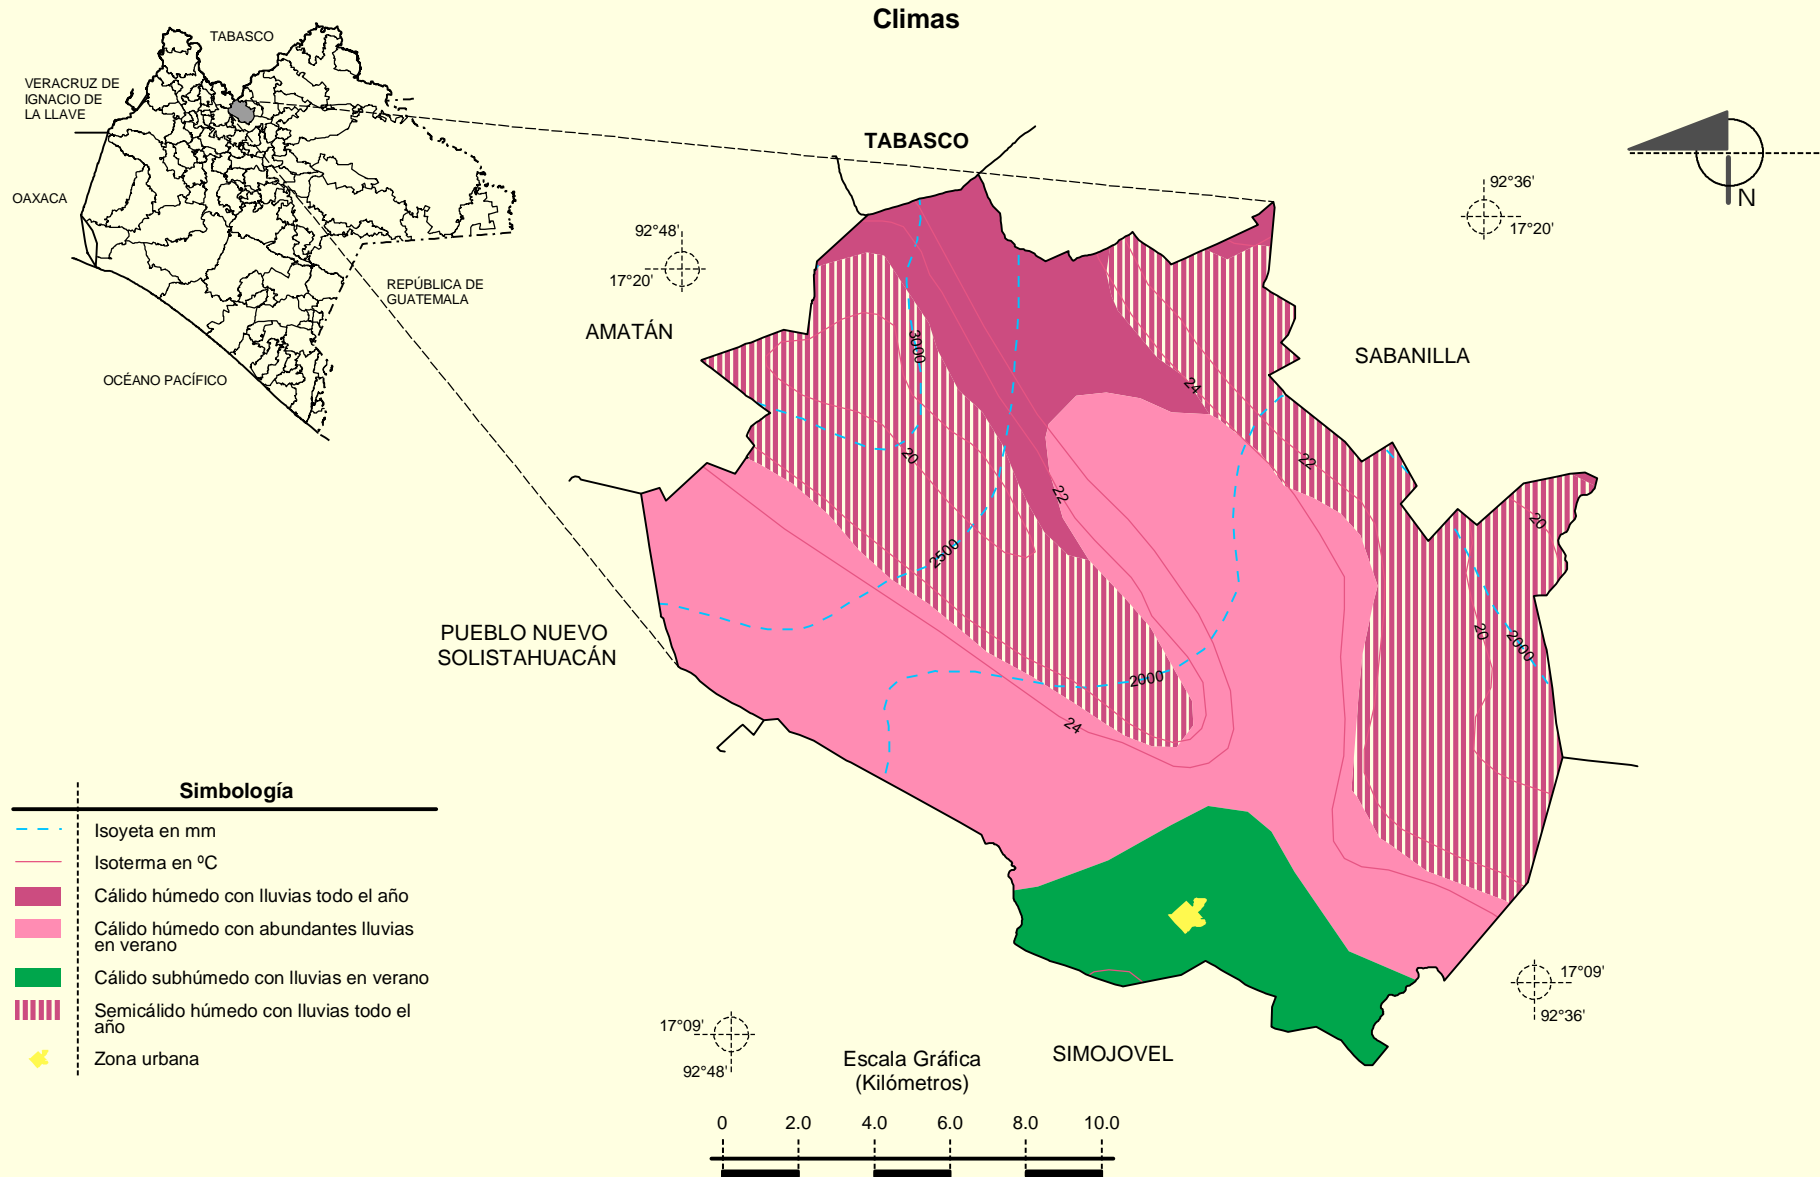 Climas
TABASCO
VERACRUZ DE
IGNACIO DE
LA LLAVE
OAXACA
REPÚBLICA DE
GUATEMALA
OCÉANO PACÍFICO
TABASCO
N
92°36'
17°20'
92°48'
17°20'
AMATÁN
SABANILLA
3000
24
20
22
22
2500
20
20
2000
2000
24
PUEBLO NUEVO
SOLISTAHUACÁN
Simbología
Isoyeta en mm
Isoterma en ºC
Cálido húmedo con lluvias todo el año
Cálido húmedo con abundantes lluvias
en verano
Cálido subhúmedo con lluvias en verano
Semicálido húmedo con lluvias todo el
año
Zona urbana
17°09'
92°36'
17°09'
92°48'
SIMOJOVEL
Escala Gráfica
(Kilómetros)
0 2.0 4.0 6.0 8.0 10.0